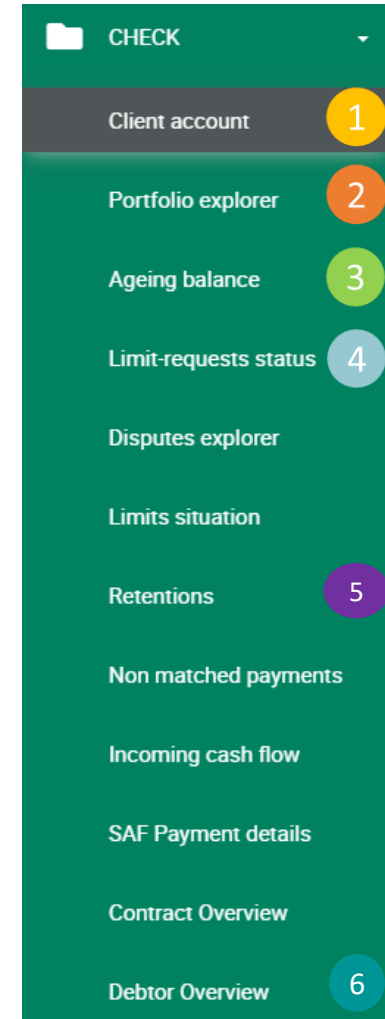 CHECK
Client account 1
Portfolio explorer 2
Ageing balance 3
Limit-requests status 4
Disputes explorer
Limits situation
Retentions 5
Non matched payments
Incoming cash flow
SAF Payment details
Contract Overview
Debtor Overview 6